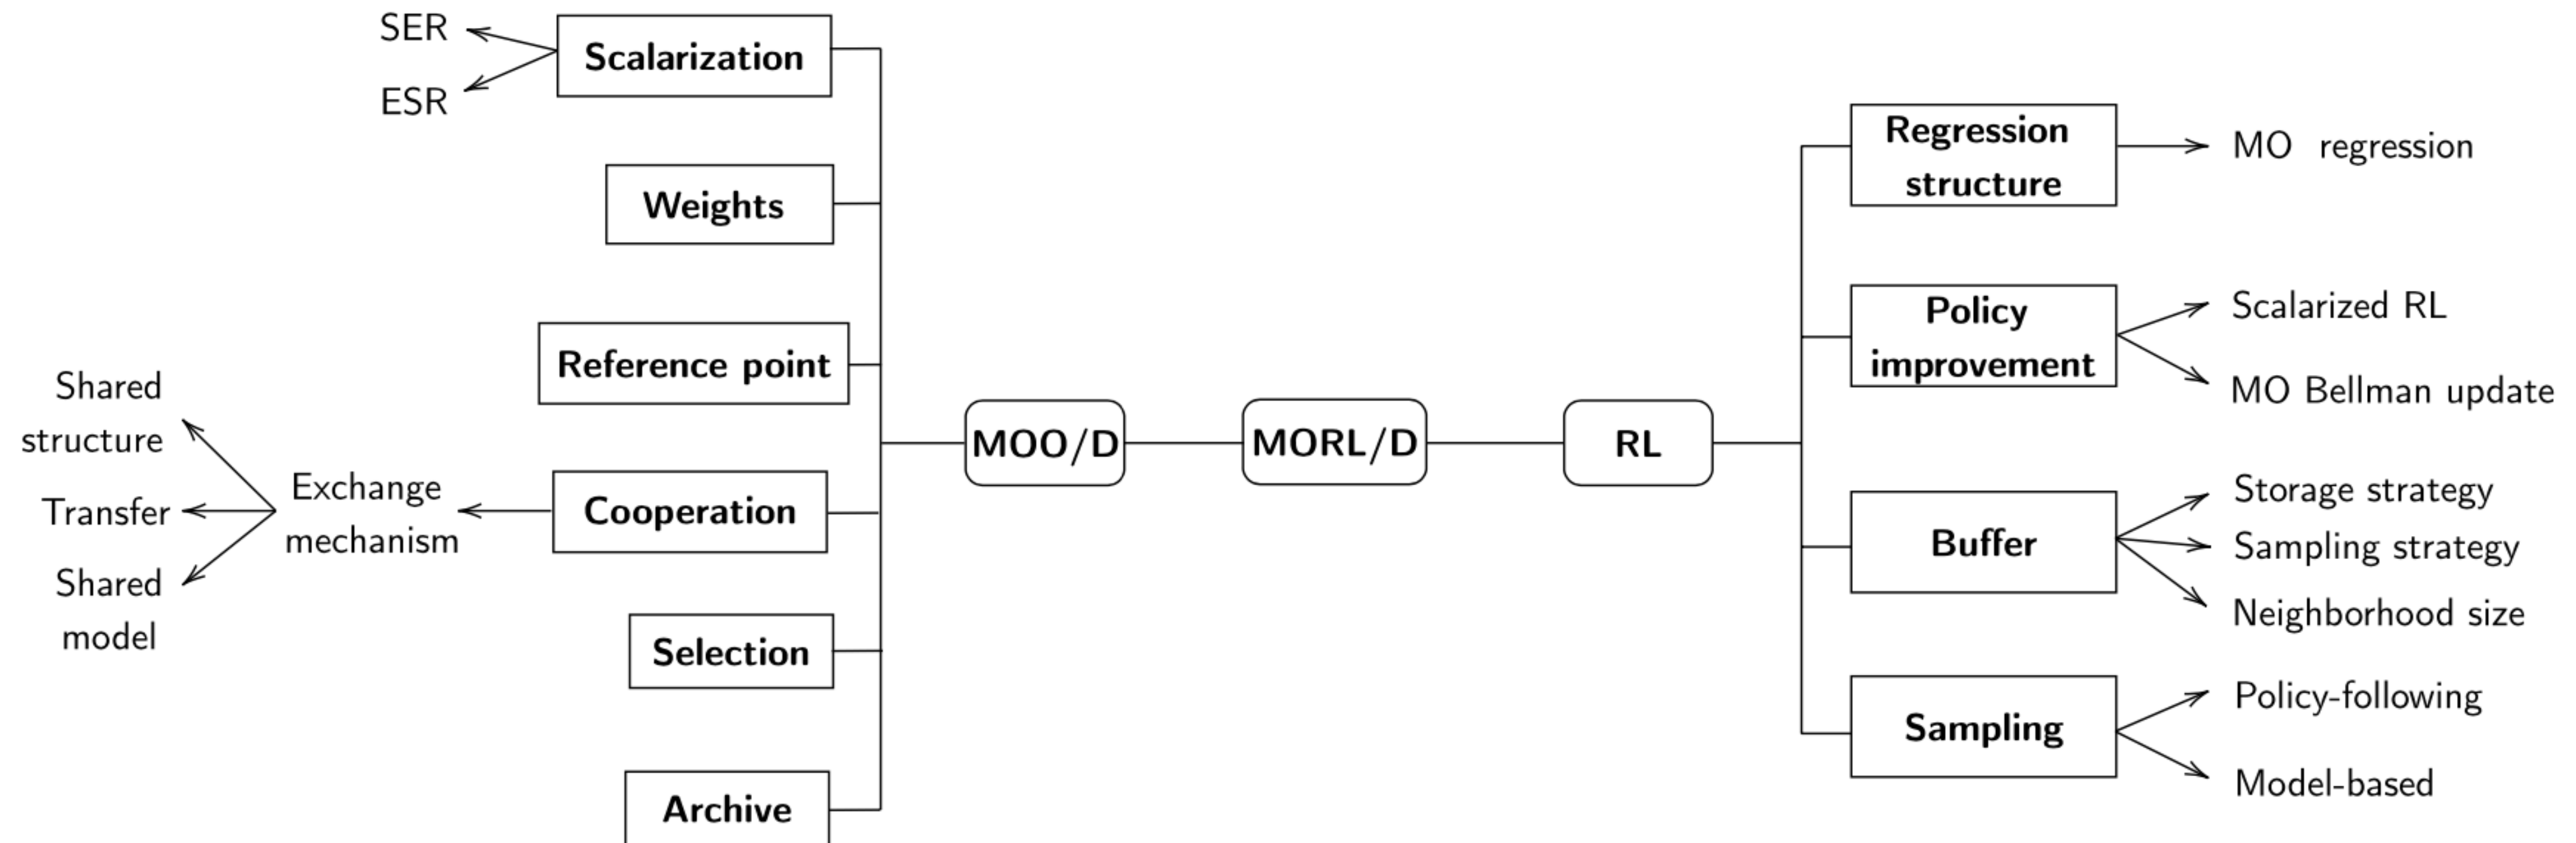 SER
ESR
Scalarization
Weights
Reference point
Shared
structure
Transfer
Shared
model
Exchange
mechanism
Cooperation
Selection
Archive
MOO/D
MORL/D
RL
Regression
structure
MO regression
Policy
improvement
Scalarized RL
MO Bellman update
Buffer
Storage strategy
Sampling strategy
Neighborhood size
Sampling
Policy-following
Model-based